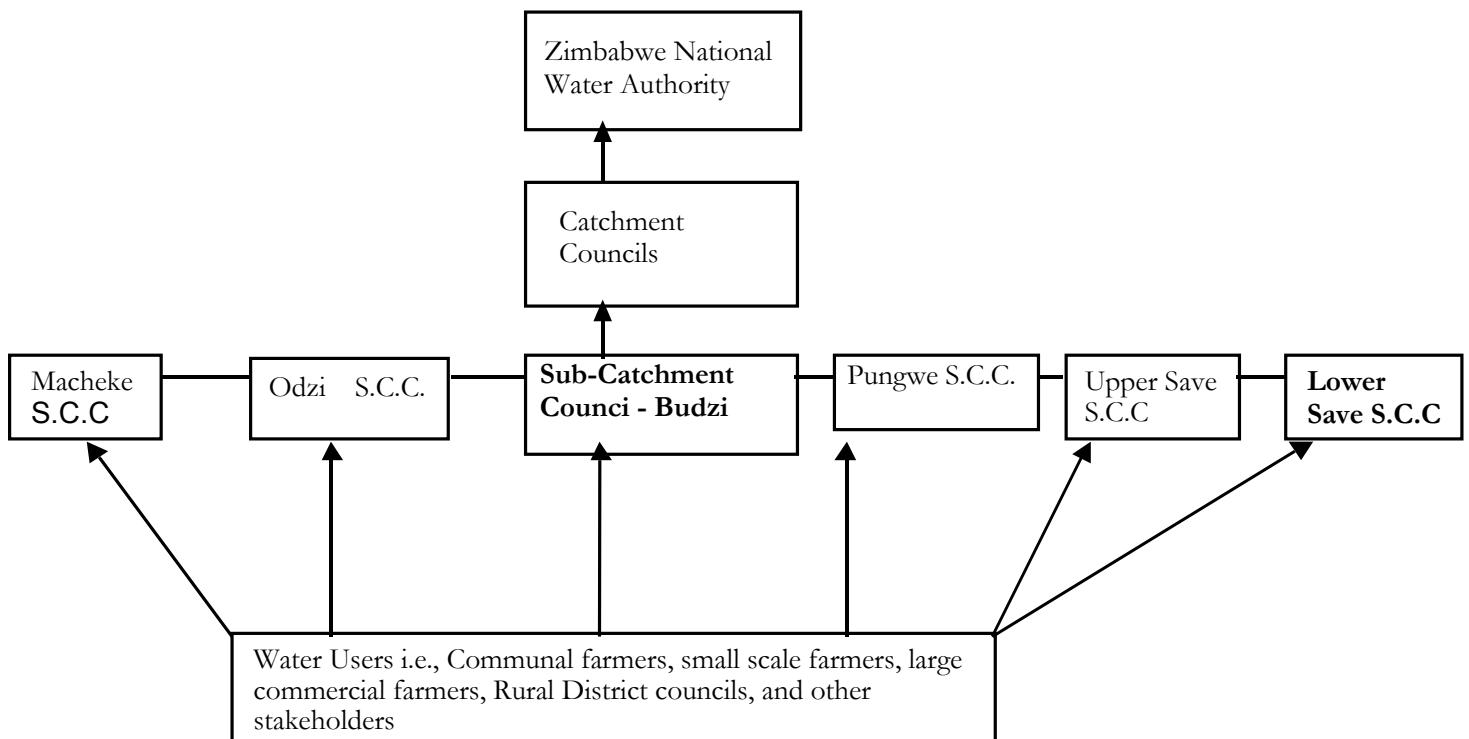 Zimbabwe National
Water Authority
Catchment
Councils
Macheke
S.C.C
Odzi S.C.C.
Sub-Catchment
Counci - Budzi
Pungwe S.C.C.
Upper Save
S.C.C
Lower
Save S.C.C
Water Users i.e., Communal farmers, small scale farmers, large
commercial farmers, Rural District councils, and other
stakeholders